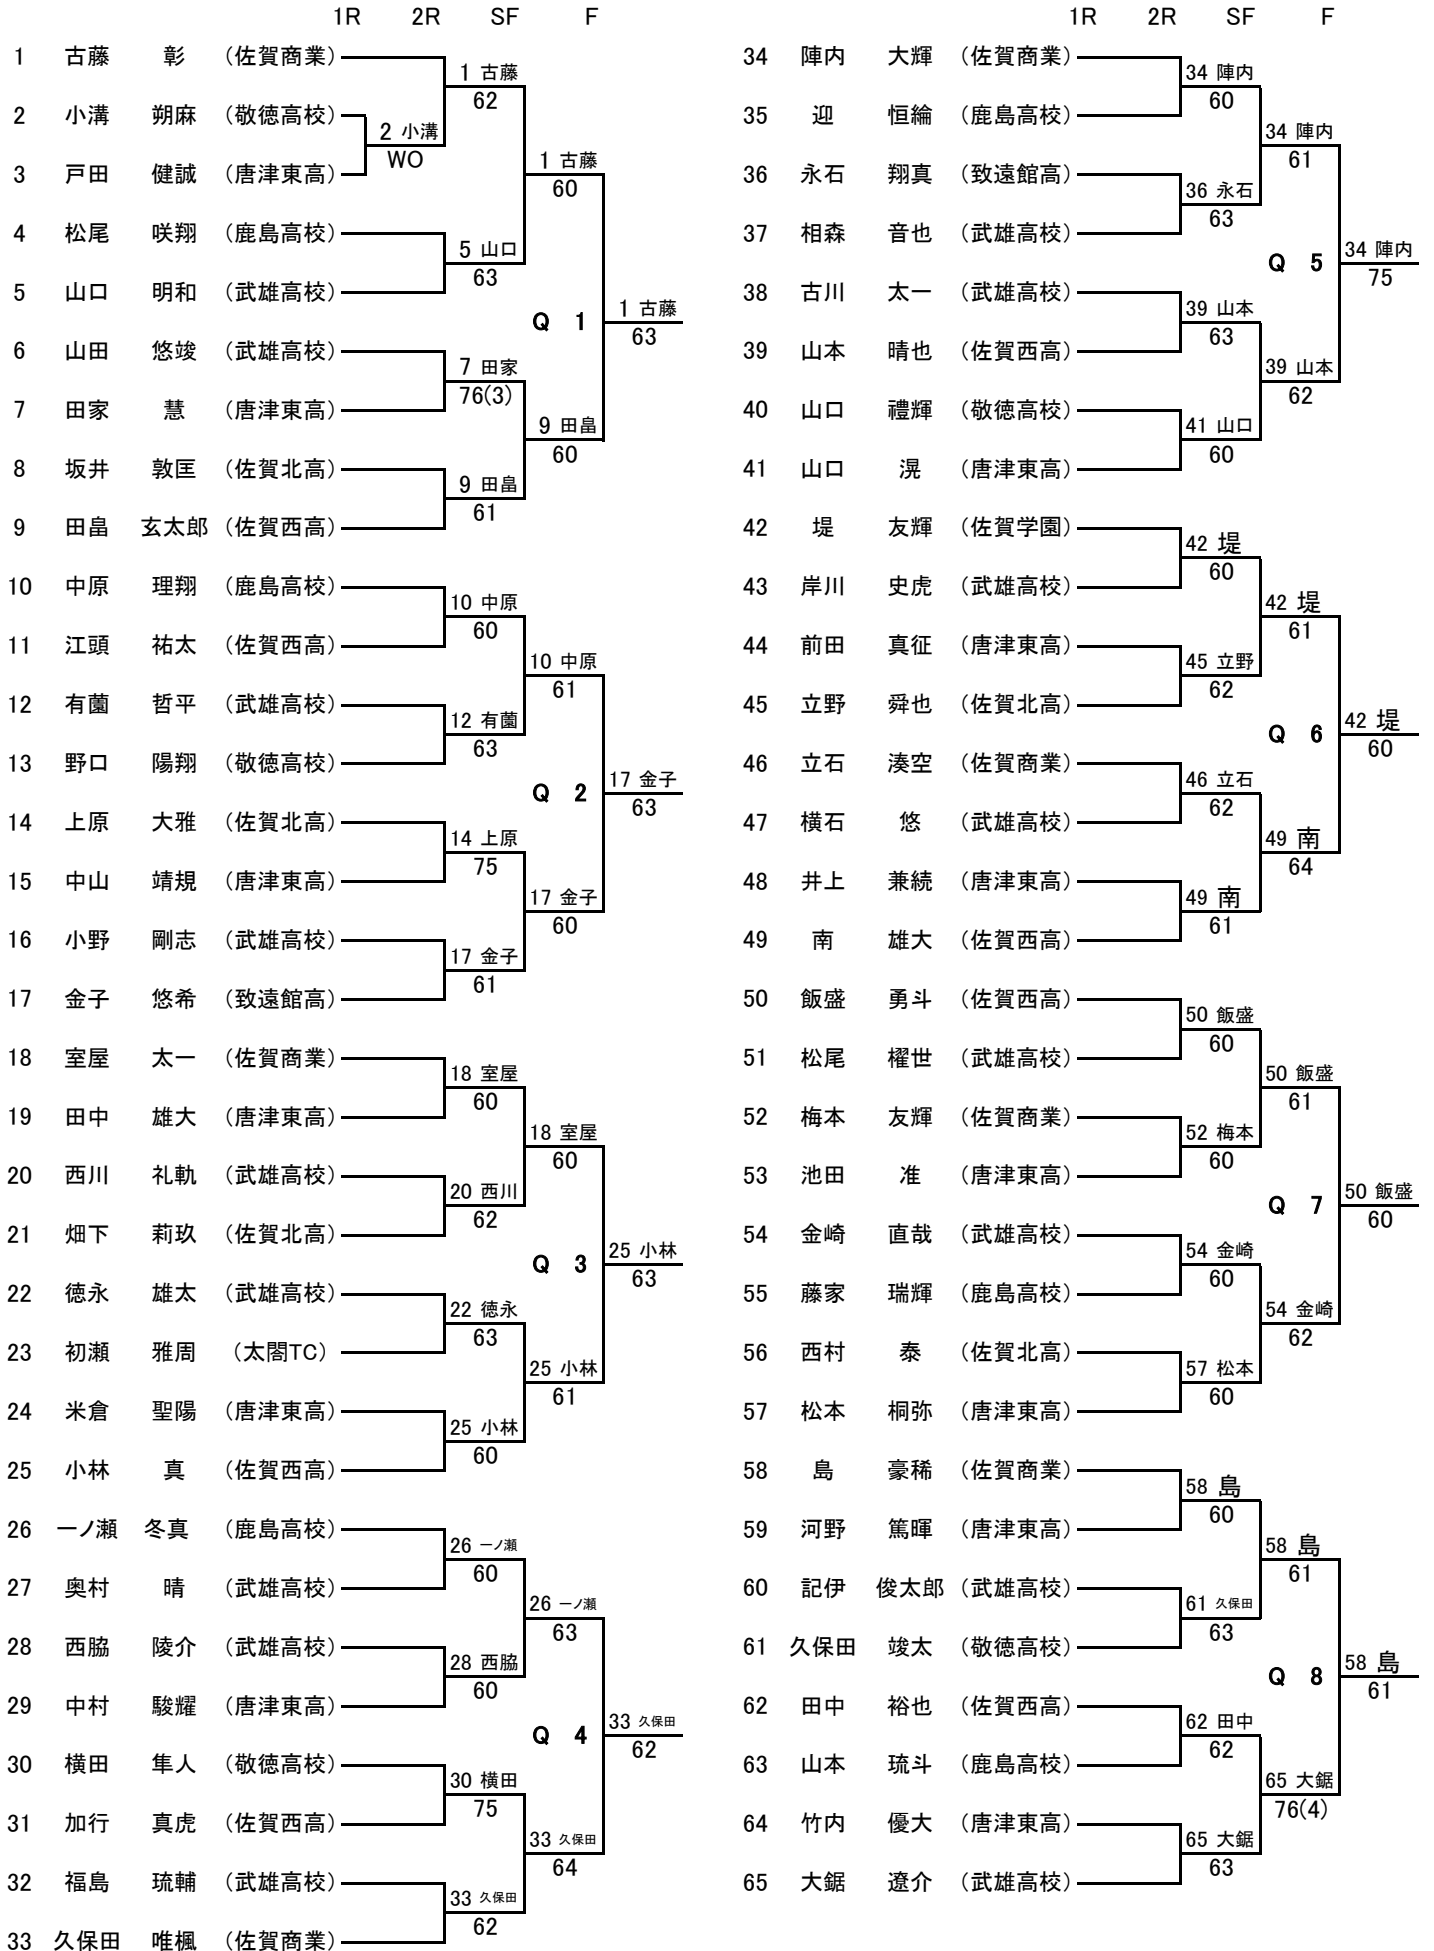 1R 2R SF F
1 古藤 彰 (佐賀商業)
1 古藤
62
2 小溝 朔麻 (敬徳高校)
2 小溝
WO
3 戸田 健誠 (唐津東高)
1 古藤
60
4 松尾 咲翔 (鹿島高校)
5 山口
63
5 山口 明和 (武雄高校)
Q 1
1 古藤
63
6 山田 悠竣 (武雄高校)
7 田家
76(3)
7 田家 慧 (唐津東高)
9 田畠
60
8 坂井 敦匡 (佐賀北高)
9 田畠
61
9 田畠 玄太郎 (佐賀西高)
10 中原 理翔 (鹿島高校)
10 中原
60
11 江頭 祐太 (佐賀西高)
10 中原
61
12 有薗 哲平 (武雄高校)
12 有薗
63
13 野口 陽翔 (敬徳高校)
Q 2
17 金子
63
14 上原 大雅 (佐賀北高)
14 上原
75
15 中山 靖規 (唐津東高)
17 金子
60
16 小野 剛志 (武雄高校)
17 金子
61
17 金子 悠希 (致遠館高)
18 室屋 太一 (佐賀商業)
18 室屋
60
19 田中 雄大 (唐津東高)
18 室屋
60
20 西川 礼軌 (武雄高校)
20 西川
62
21 畑下 莉玖 (佐賀北高)
Q 3
25 小林
63
22 徳永 雄太 (武雄高校)
22 徳永
63
23 初瀬 雅周 (太閤TC)
25 小林
61
24 米倉 聖陽 (唐津東高)
25 小林
60
25 小林 真 (佐賀西高)
26 一ノ瀬 冬真 (鹿島高校)
26 一ノ瀬
60
27 奥村 晴 (武雄高校)
26 一ノ瀬
63
28 西脇 陵介 (武雄高校)
28 西脇
60
29 中村 駿耀 (唐津東高)
Q 4
33 久保田
62
30 横田 隼人 (敬徳高校)
30 横田
75
31 加行 真虎 (佐賀西高)
33 久保田
64
32 福島 琉輔 (武雄高校)
33 久保田
62
33 久保田 唯楓 (佐賀商業)
1R 2R SF F
34 陣内 大輝 (佐賀商業)
34 陣内
60
35 迎 恒綸 (鹿島高校)
34 陣内
61
36 永石 翔真 (致遠館高)
36 永石
63
37 相森 音也 (武雄高校)
Q 5
34 陣内
75
38 古川 太一 (武雄高校)
39 山本
63
39 山本 晴也 (佐賀西高)
39 山本
62
40 山口 禮輝 (敬徳高校)
41 山口
60
41 山口 滉 (唐津東高)
42 堤 友輝 (佐賀学園)
42 堤
60
43 岸川 史虎 (武雄高校)
42 堤
61
44 前田 真征 (唐津東高)
45 立野
62
45 立野 舜也 (佐賀北高)
Q 6
42 堤
60
46 立石 湊空 (佐賀商業)
46 立石
62
47 横石 悠 (武雄高校)
49 南
64
48 井上 兼続 (唐津東高)
49 南
61
49 南 雄大 (佐賀西高)
50 飯盛 勇斗 (佐賀西高)
50 飯盛
60
51 松尾 櫂世 (武雄高校)
50 飯盛
61
52 梅本 友輝 (佐賀商業)
52 梅本
60
53 池田 准 (唐津東高)
Q 7
50 飯盛
60
54 金崎 直哉 (武雄高校)
54 金崎
60
55 藤家 瑞輝 (鹿島高校)
54 金崎
62
56 西村 泰 (佐賀北高)
57 松本
60
57 松本 桐弥 (唐津東高)
58 島 豪稀 (佐賀商業)
58 島
60
59 河野 篤暉 (唐津東高)
58 島
61
60 記伊 俊太郎 (武雄高校)
61 久保田
63
61 久保田 竣太 (敬徳高校)
Q 8
58 島
61
62 田中 裕也 (佐賀西高)
62 田中
62
63 山本 琉斗 (鹿島高校)
65 大鋸
76(4)
64 竹内 優大 (唐津東高)
65 大鋸
63
65 大鋸 遼介 (武雄高校)